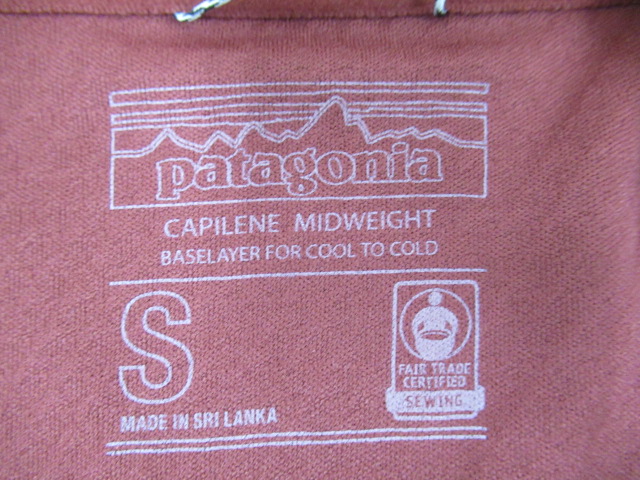 patagonia
CAPILENE MIDWEIGHT
BASELAYER FOR COOL TO COLD
S
MADE IN SRI LANKA
FAIR TRADE
CERTIFIED
SEWING